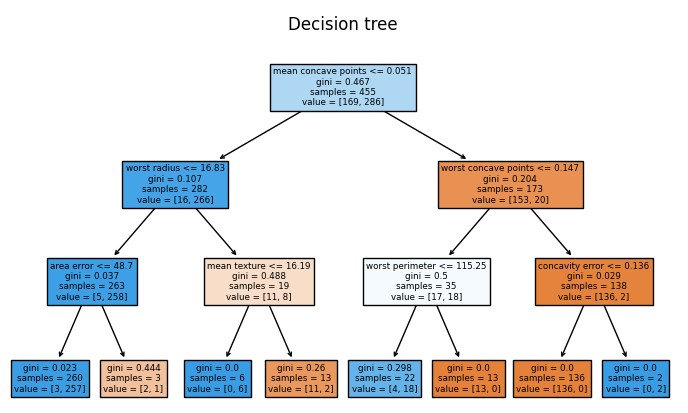 Decision tree
mean concave points <= 0.051
gini = 0.467
samples = 455
value = [169, 286]
worst radius <= 16.83
gini = 0.107
samples = 282
value = [16, 266]
worst concave points <= 0.147
gini = 0.204
samples = 173
value = [153, 20]
area error <= 48.7
gini = 0.037
samples = 263
value = [5, 258]
mean texture <= 16.19
gini = 0.488
samples = 19
value = [11, 8]
worst perimeter <= 115.25
gini = 0.5
samples = 35
value = [17, 18]
concavity error <= 0.136
gini = 0.029
samples = 138
value = [136, 2]
gini = 0.023
samples = 260
value = [3, 257]
gini = 0.444
samples = 3
value = [2, 1]
gini = 0.0
samples = 6
value = [0, 6]
gini = 0.26
samples = 13
value = [11, 2]
gini = 0.298
samples = 22
value = [4, 18]
gini = 0.0
samples = 13
value = [13, 0]
gini = 0.0
samples = 136
value = [136, 0]
gini = 0.0
samples = 2
value = [0, 2]